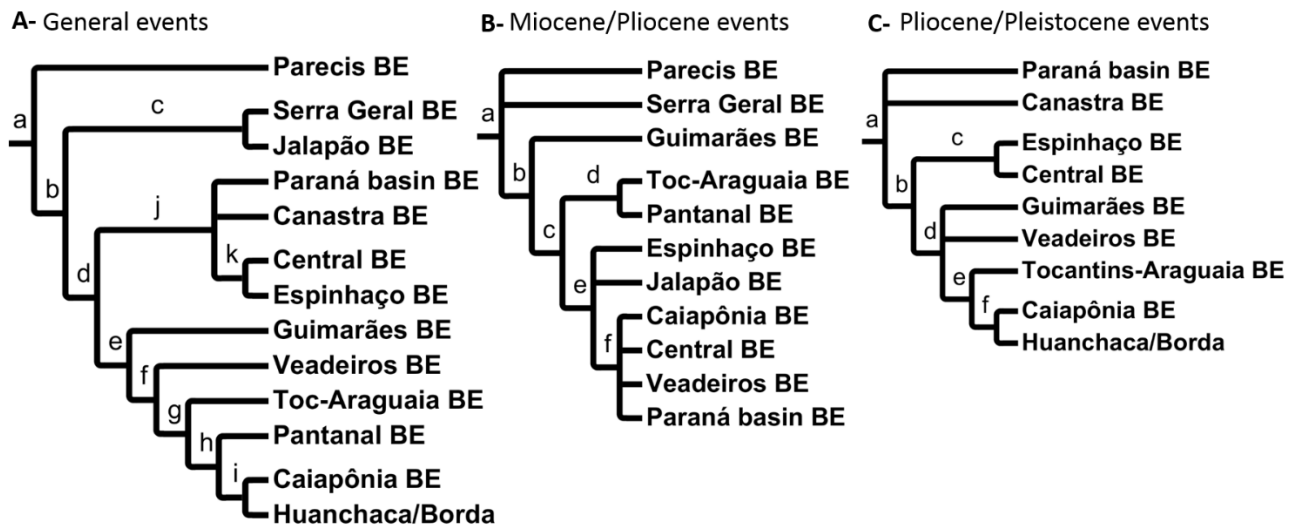 A- General events
Parecis BE
a
c
Serra Geral BE
Jalapão BE
b
Paraná basin BE
j
Canastra BE
k
Central BE
d
Espinhaço BE
Guimarães BE
e
Veadeiros BE
f
Toc-Araguaia BE
g
Pantanal BE
h
Caiapônia BE
i
Huanchaca/Borda
B- Miocene/Pliocene events
Parecis BE
Serra Geral BE
a
Guimarães BE
b
d
Toc-Araguaia BE
Pantanal BE
c
Espinhaço BE
e
Jalapão BE
Caiapônia BE
f
Central BE
Veadeiros BE
Paraná basin BE
C- Pliocene/Pleistocene events
Paraná basin BE
Canastra BE
a
c
Espinhaço BE
Central BE
b
Guimarães BE
d
Veadeiros BE
Tocantins-Araguaia BE
e
f
Caiapônia BE
Huanchaca/Borda